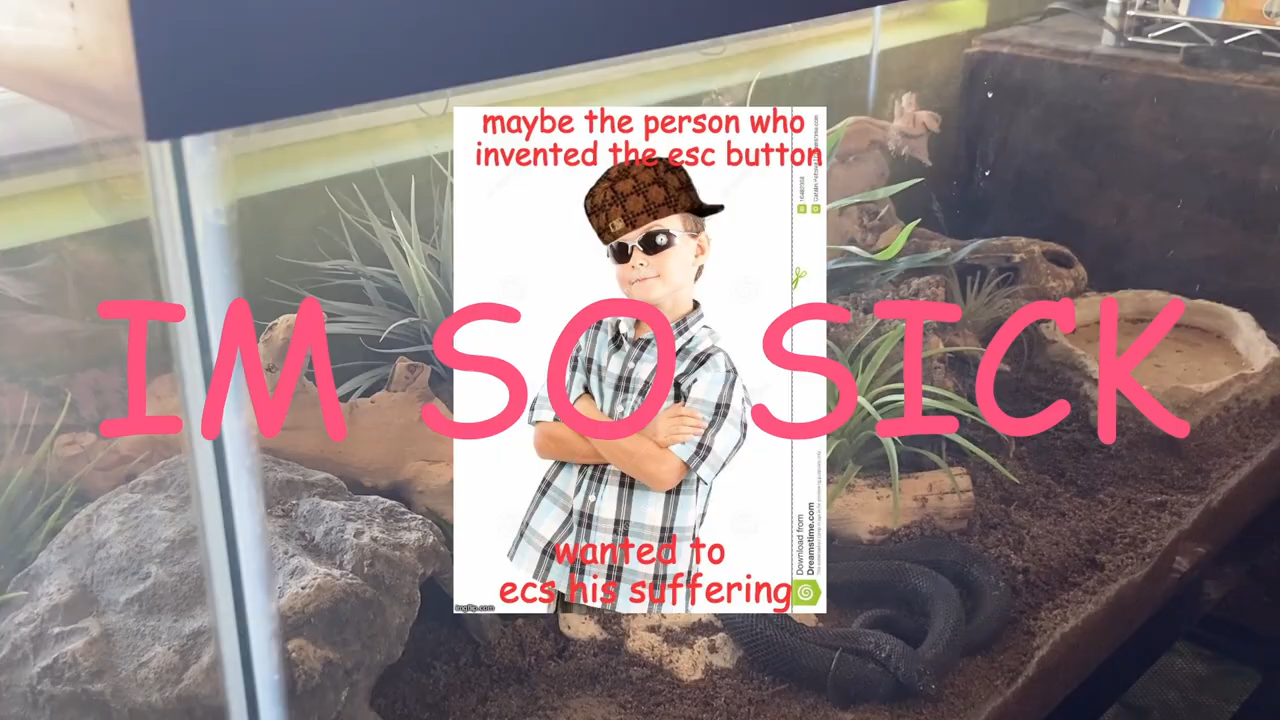 maybe the person who
invented the esc button
IM SO SICK
wanted to
ecs his suffering
imgflip.com
Download from
Dreamstime.com